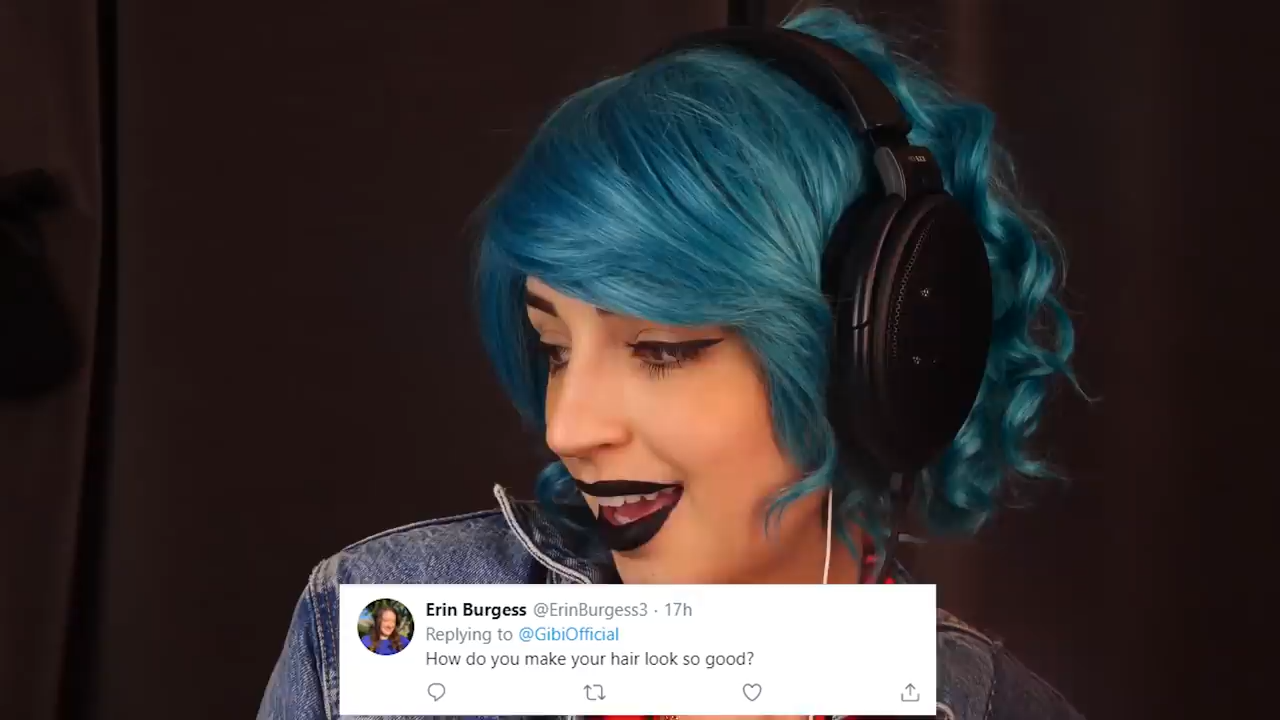 Erin Burgess @ErinBurgess3 · 17h
Replying to @GibiOfficial
How do you make your hair look so good?